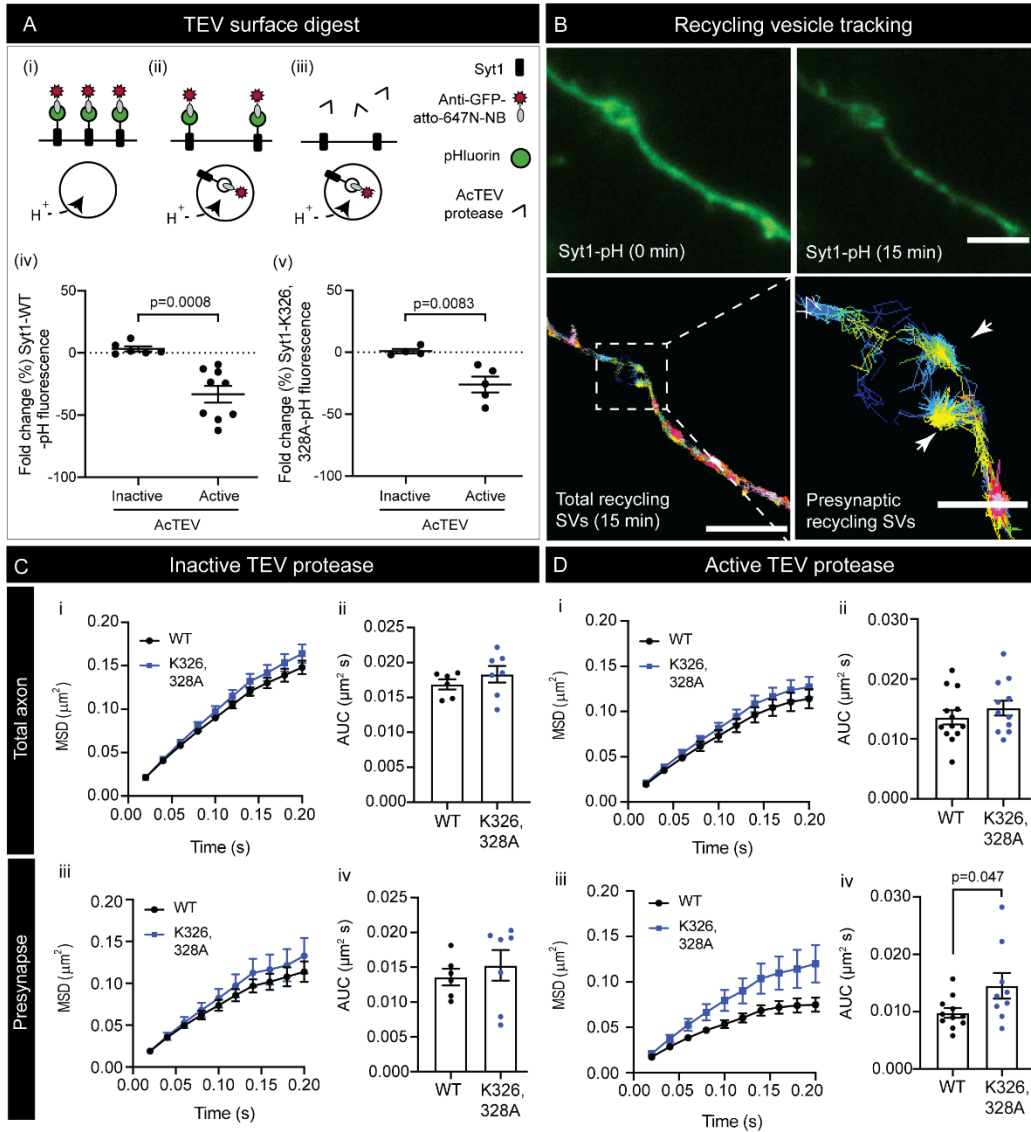 A
TEV surface digest
(i)
(ii)
(iii)
Syt1
Anti-GFP-
atto-647N-NB
pHluorin
AcTEV
protease
H+
H+
H+
(iv)
Fold change (%) Syt1-WT
-pH fluorescence
50
0
-50
-100
p=0.0008
Inactive
Active
AcTEV
(v)
Fold change (%) Syt1-K326,
328A-pH fluorescence
50
0
-50
-100
p=0.0083
Inactive
Active
AcTEV
B
Recycling vesicle tracking
Syt1-pH (0 min)
Syt1-pH (15 min)
Total recycling
SVs (15 min)
Presynaptic
recycling SVs
C
Inactive TEV protease
Total axon
i
MSD (μm²)
0.20
0.15
0.10
0.05
0.00
WT
K326,
328A
0.00 0.05 0.10 0.15 0.20
Time (s)
ii
AUC (μm² s)
0.025
0.020
0.015
0.010
0.005
0.000
WT
K326,
328A
Presynapse
iii
MSD (μm²)
0.20
0.15
0.10
0.05
0.00
WT
K326,
328A
0.00 0.05 0.10 0.15 0.20
Time (s)
iv
AUC (μm² s)
0.025
0.020
0.015
0.010
0.005
0.000
WT
K326,
328A
D
Active TEV protease
i
MSD (μm²)
0.20
0.15
0.10
0.05
0.00
WT
K326,
328A
0.00 0.05 0.10 0.15 0.20
Time (s)
ii
AUC (μm² s)
0.030
0.020
0.010
0.000
WT
K326,
328A
iii
MSD (μm²)
0.20
0.15
0.10
0.05
0.00
WT
K326,
328A
0.00 0.05 0.10 0.15 0.20
Time (s)
iv
AUC (μm² s)
0.030
0.020
0.010
0.000
p=0.047
WT
K326,
328A